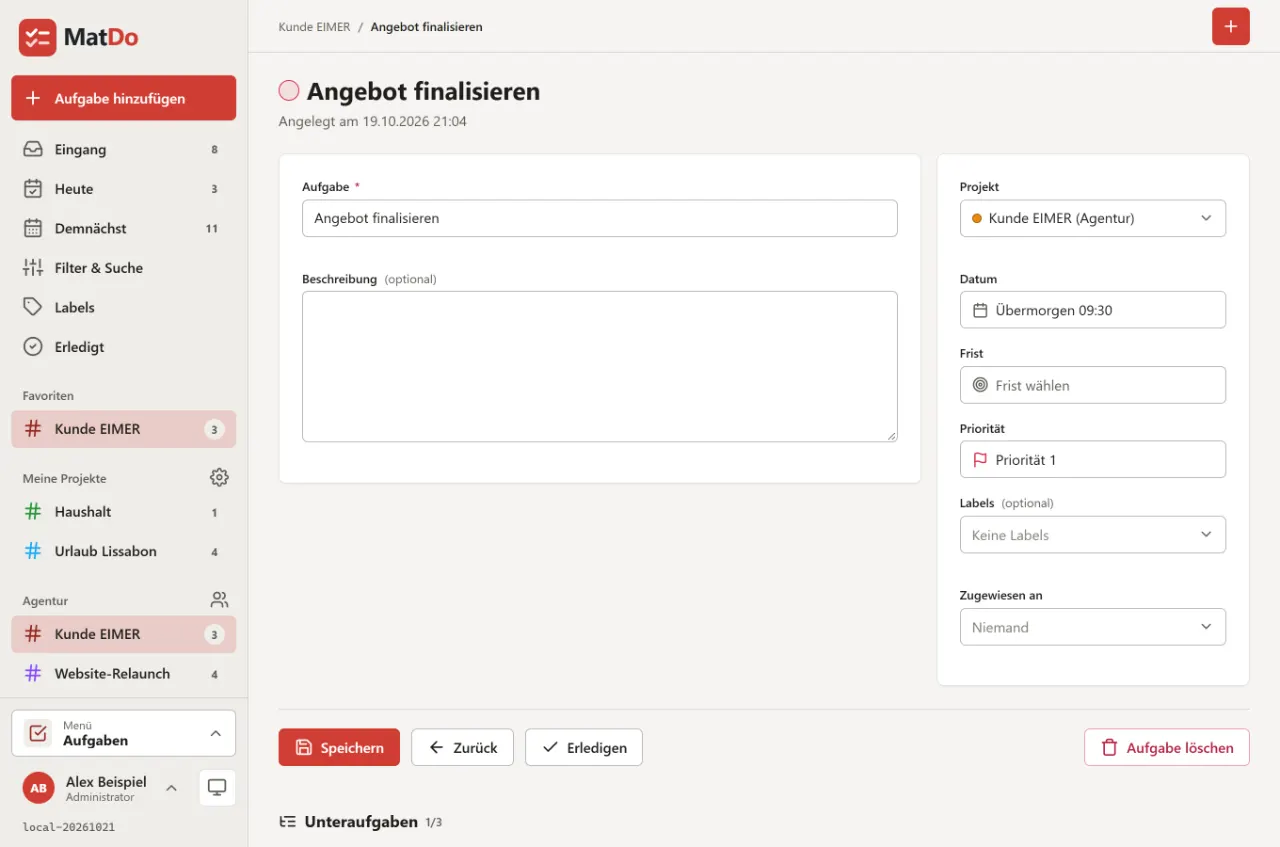 MatDo
Aufgabe hinzufügen
Eingang 8
Heute 3
Demnächst 11
Filter & Suche
Labels
Erledigt
Favoriten
Kunde EIMER 3
Meine Projekte
Haushalt 1
Urlaub Lissabon 4
Agentur
Kunde EIMER 3
Website-Relaunch 4
Menü
Aufgaben
AB
Alex Beispiel
Administrator
local-20261021
Kunde EIMER / Angebot finalisieren
Angebot finalisieren
Angelegt am 19.10.2026 21:04
Aufgabe *
Angebot finalisieren
Beschreibung (optional)
Projekt
Kunde EIMER (Agentur)
Datum
Übermorgen 09:30
Frist
Frist wählen
Priorität
Priorität 1
Labels (optional)
Keine Labels
Zugewiesen an
Niemand
Speichern
Zurück
Erledigen
Aufgabe löschen
Unteraufgaben 1/3